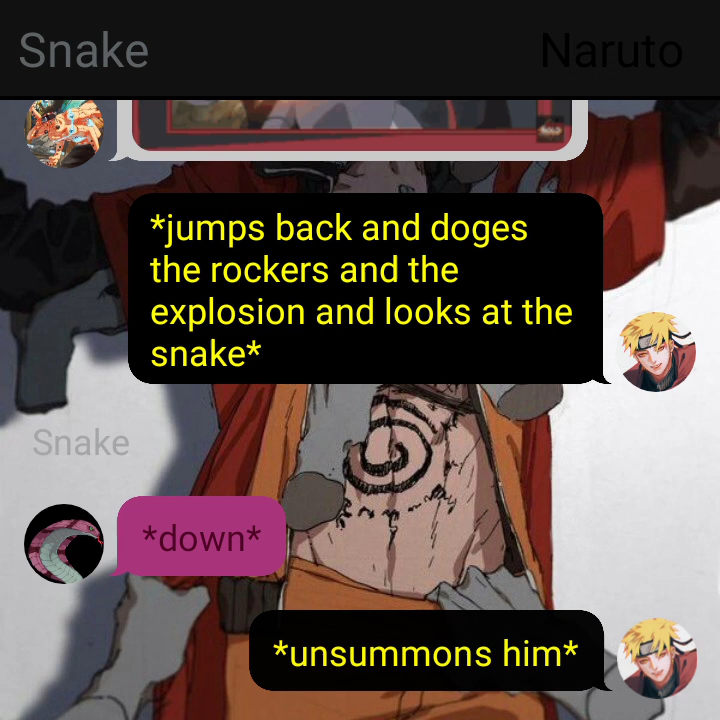 Snake
Naruto
*jumps back and doges
the rockers and the
explosion and looks at the
snake*
Snake
*down*
*unsummons him*